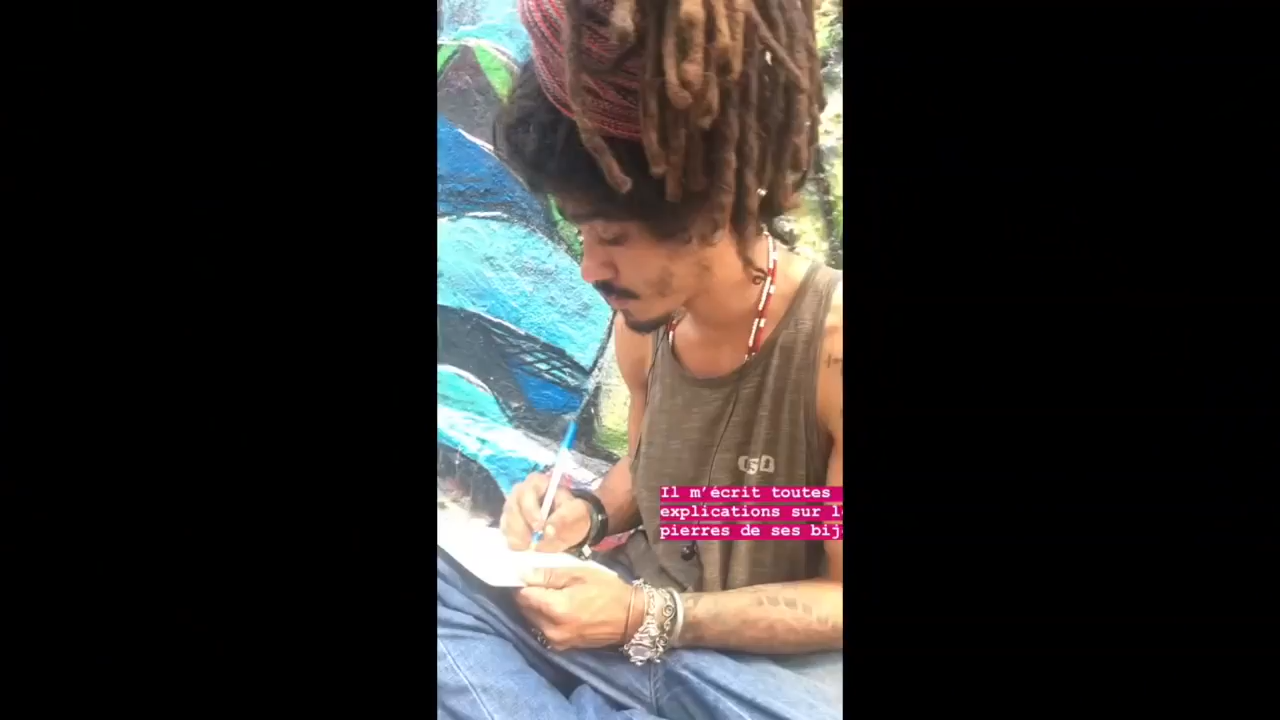 Il m'écrit toutes
explications sur
pierres de ses